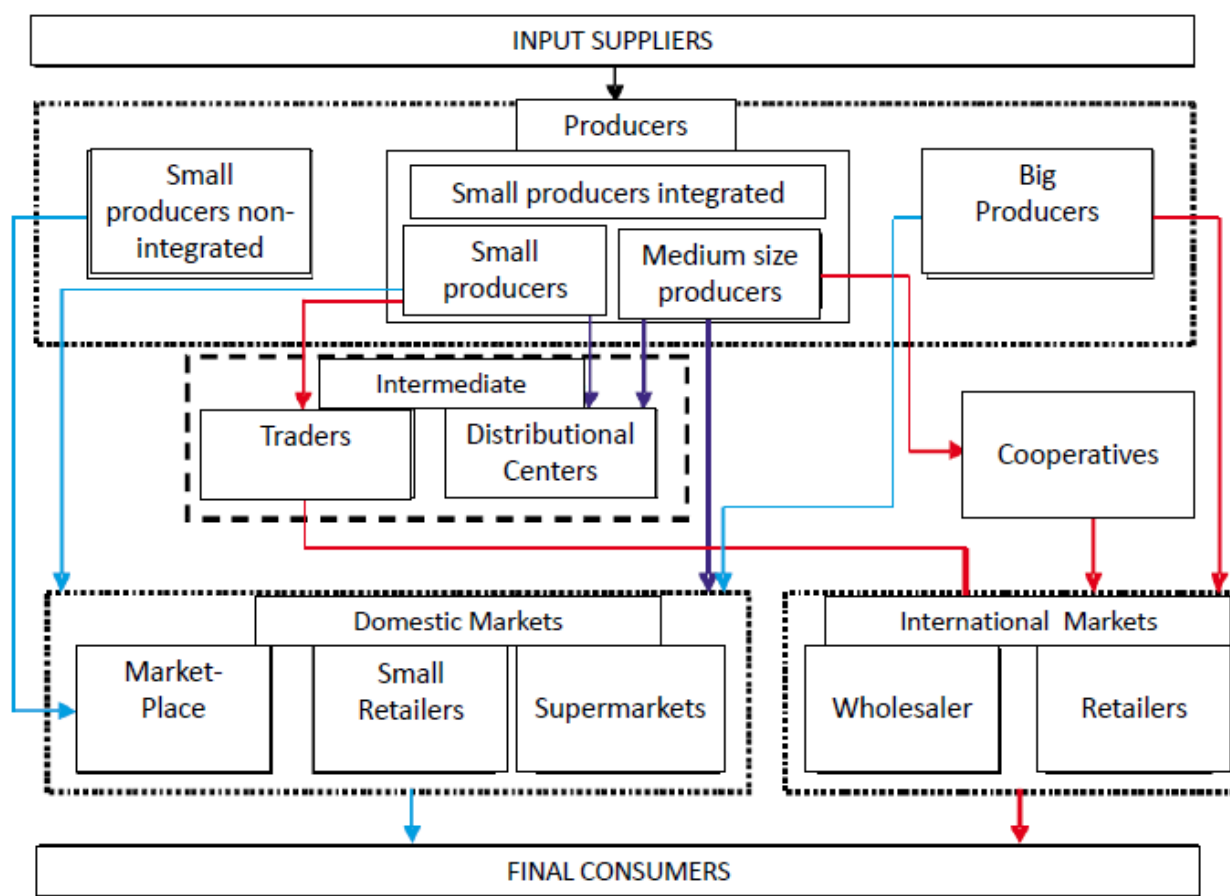 INPUT SUPPLIERS
Producers
Small
producers non-
integrated
Small producers integrated
Big
Producers
Small
producers
Medium size
producers
Intermediate
Traders
Distributional
Centers
Cooperatives
Domestic Markets
International Markets
Market-
Place
Small
Retailers
Supermarkets
Wholesaler
Retailers
FINAL CONSUMERS